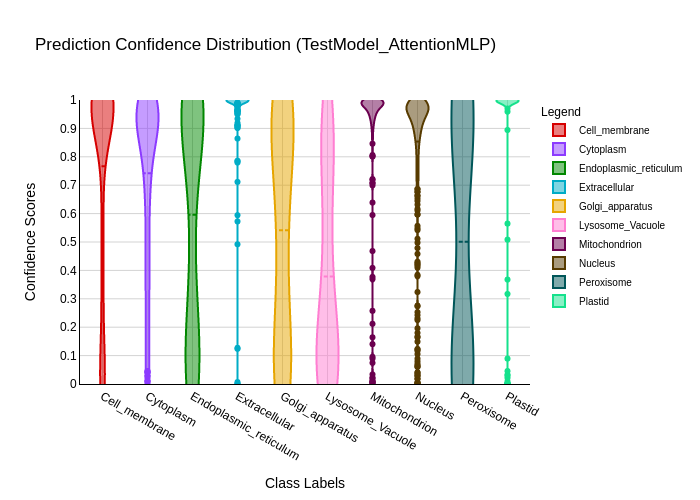 Prediction Confidence Distribution (TestModel_AttentionMLP)
Confidence Scores
1
0.9
0.8
0.7
0.6
0.5
0.4
0.3
0.2
0.1
0
Cell_membrane
Cytoplasm
Endoplasmic_reticulum
Extracellular
Golgi_apparatus
Lysosome_Vacuole
Mitochondrion
Nucleus
Peroxisome
Plastid
Class Labels
Legend
Cell_membrane
Cytoplasm
Endoplasmic_reticulum
Extracellular
Golgi_apparatus
Lysosome_Vacuole
Mitochondrion
Nucleus
Peroxisome
Plastid